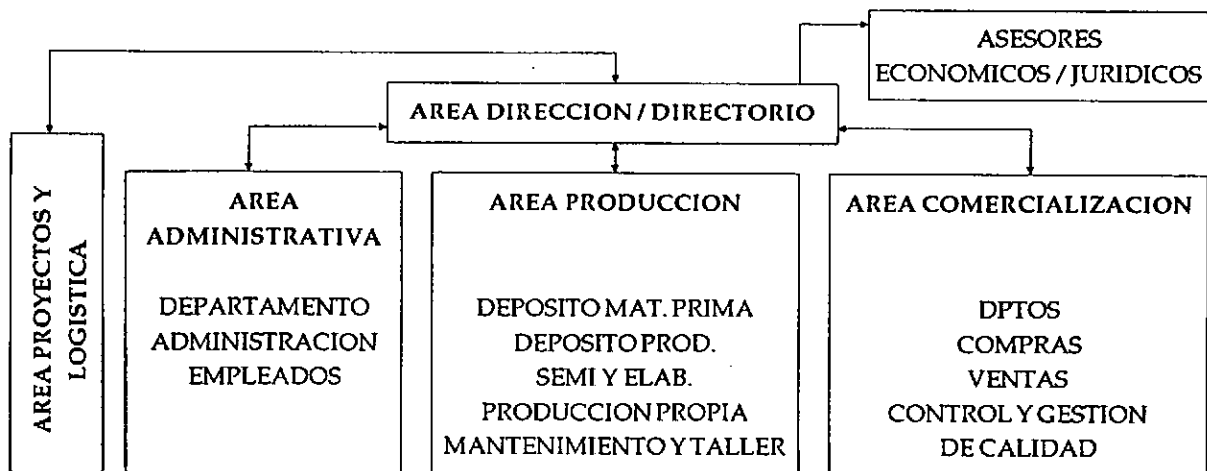 ASESORES
ECONOMICOS / JURIDICOS
AREA DIRECCION / DIRECTORIO
AREA PROYECTOS Y
LOGISTICA
AREA
ADMINISTRATIVA
DEPARTAMENTO
ADMINISTRACION
EMPLEADOS
AREA PRODUCCION
DEPOSITO MAT. PRIMA
DEPOSITO PROD.
SEMI Y ELAB.
PRODUCCION PROPIA
MANTENIMIENTO Y TALLER
AREA COMERCIALIZACION
DPTOS
COMPRAS
VENTAS
CONTROL Y GESTION
DE CALIDAD